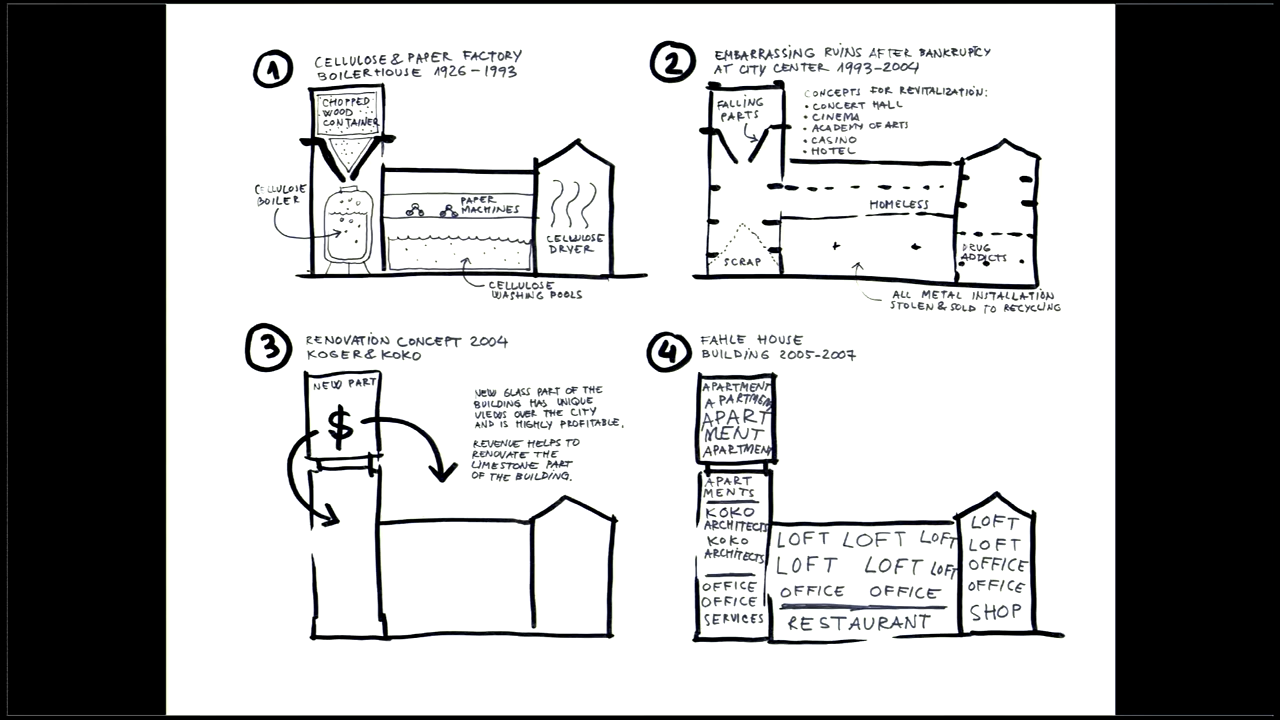 1
CELLULOSE & PAPER FACTORY
BOILERHOUSE 1926 – 1993
CHOPPED
WOOD
CONTAINER
CELLULOSE
BOILER
PAPER
MACHINES
CELLULOSE
DRYER
CELLULOSE
WASHING POOLS
2
EMBARRASSING RUINS AFTER BANKRUPTCY
AT CITY CENTER 1993–2004
CONCEPTS FOR REVITALIZATION:
• CONCERT HALL
• CINEMA
• ACADEMY OF ARTS
• CASINO
• HOTEL
FALLING
PARTS
HOMELESS
SCRAP
DRUG
ADDICTS
ALL METAL INSTALLATION
STOLEN & SOLD TO RECYCLING
3
RENOVATION CONCEPT 2004
KOGER & KOKO
NEW PART
$
NEW GLASS PART OF THE
BUILDING HAS UNIQUE
VIEWS OVER THE CITY
AND IS HIGHLY PROFITABLE.
REVENUE HELPS TO
RENOVATE THE
LIMESTONE PART
OF THE BUILDING.
4
FAHLE HOUSE
BUILDING 2005–2007
APARTMENT
APARTMENT
APART
MENT
APARTMENT
APART
MENTS
KOKO
ARCHITECTS
KOKO
ARCHITECTS
OFFICE
OFFICE
SERVICES
LOFT LOFT LOFT
LOFT LOFT LOFT
OFFICE OFFICE
RESTAURANT
LOFT
LOFT
OFFICE
OFFICE
SHOP